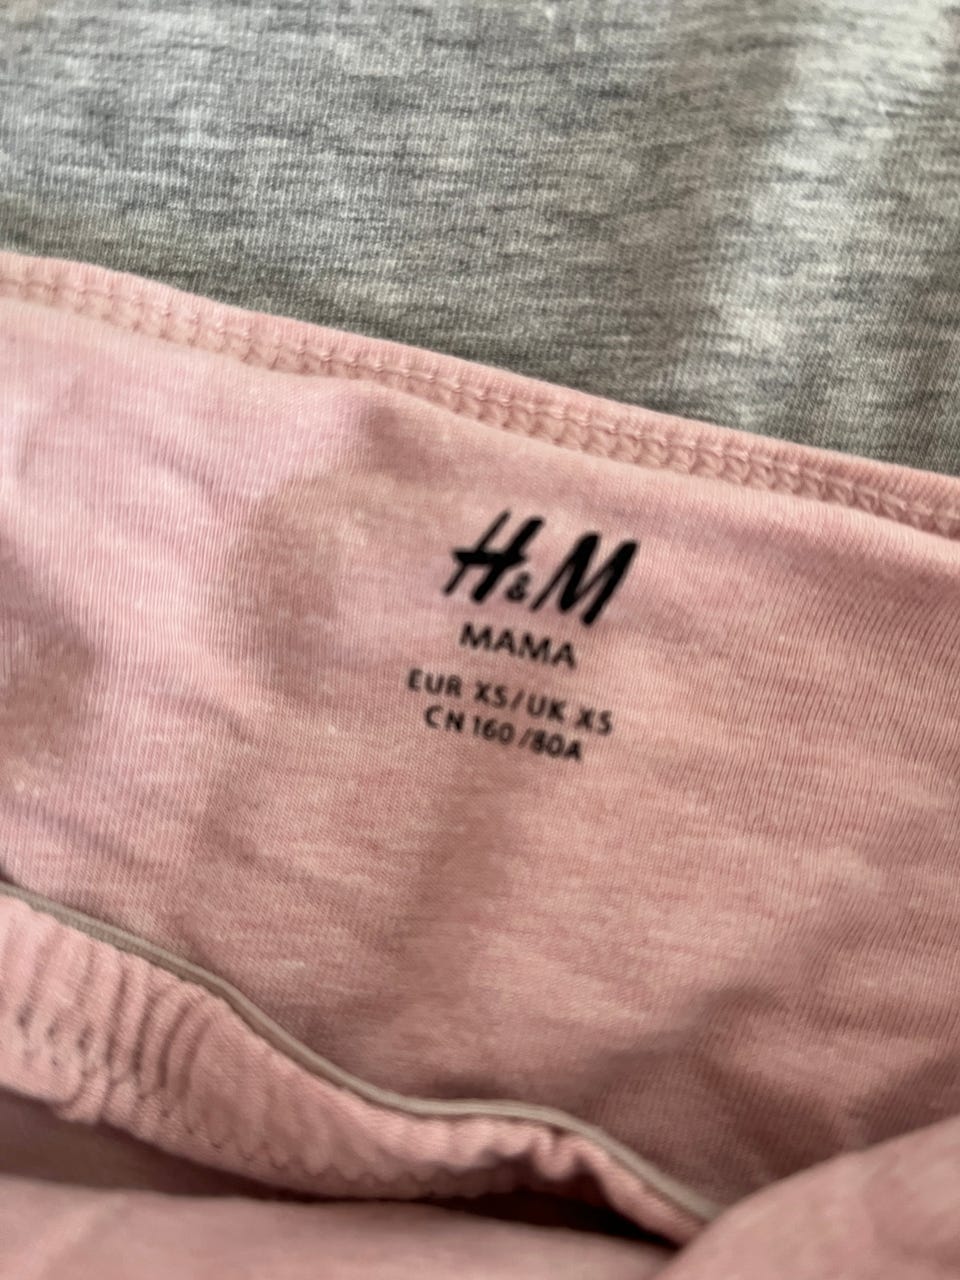 H&M
MAMA
EUR XS/UK XS
CN 160/80A